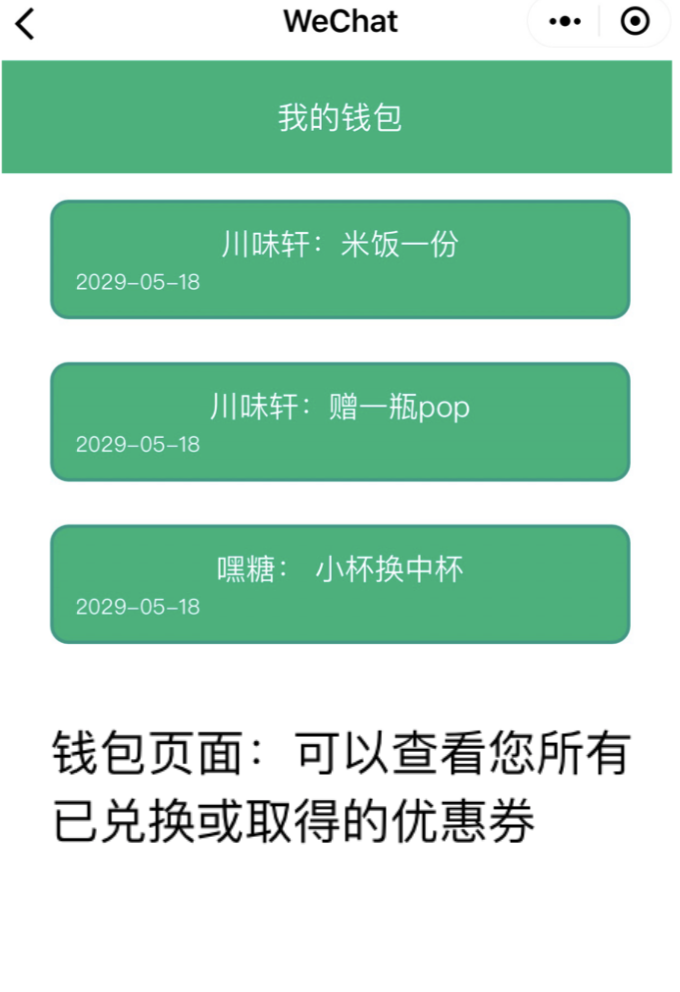 WeChat
我的钱包
川味轩：米饭一份
2029-05-18
川味轩：赠一瓶pop
2029-05-18
嘿糖： 小杯换中杯
2029-05-18
钱包页面：可以查看您所有
已兑换或取得的优惠券